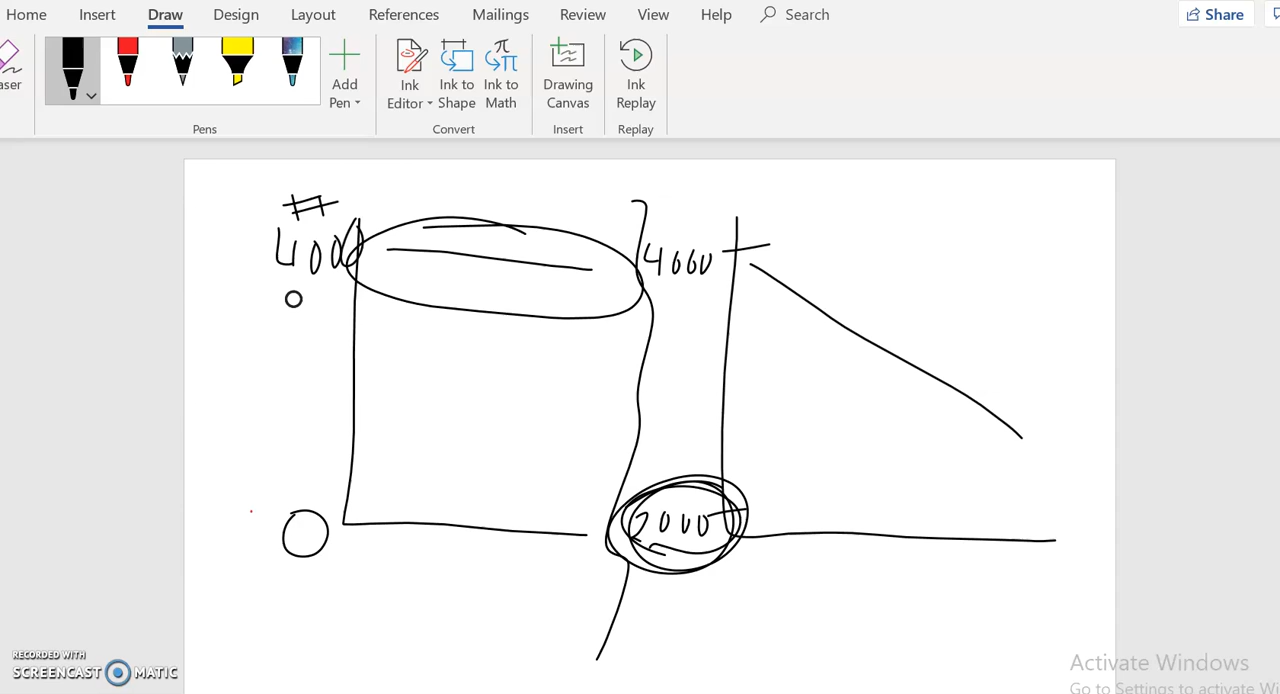 Home Insert Draw Design Layout References Mailings Review View Help Search Share
Add Pen
Ink Editor
Ink to Shape
Ink to Math
Drawing Canvas
Ink Replay
Pens Convert Insert Replay
#
4000 4000
0 2000
RECORDED WITH
SCREENCAST MATIC
Activate Windows